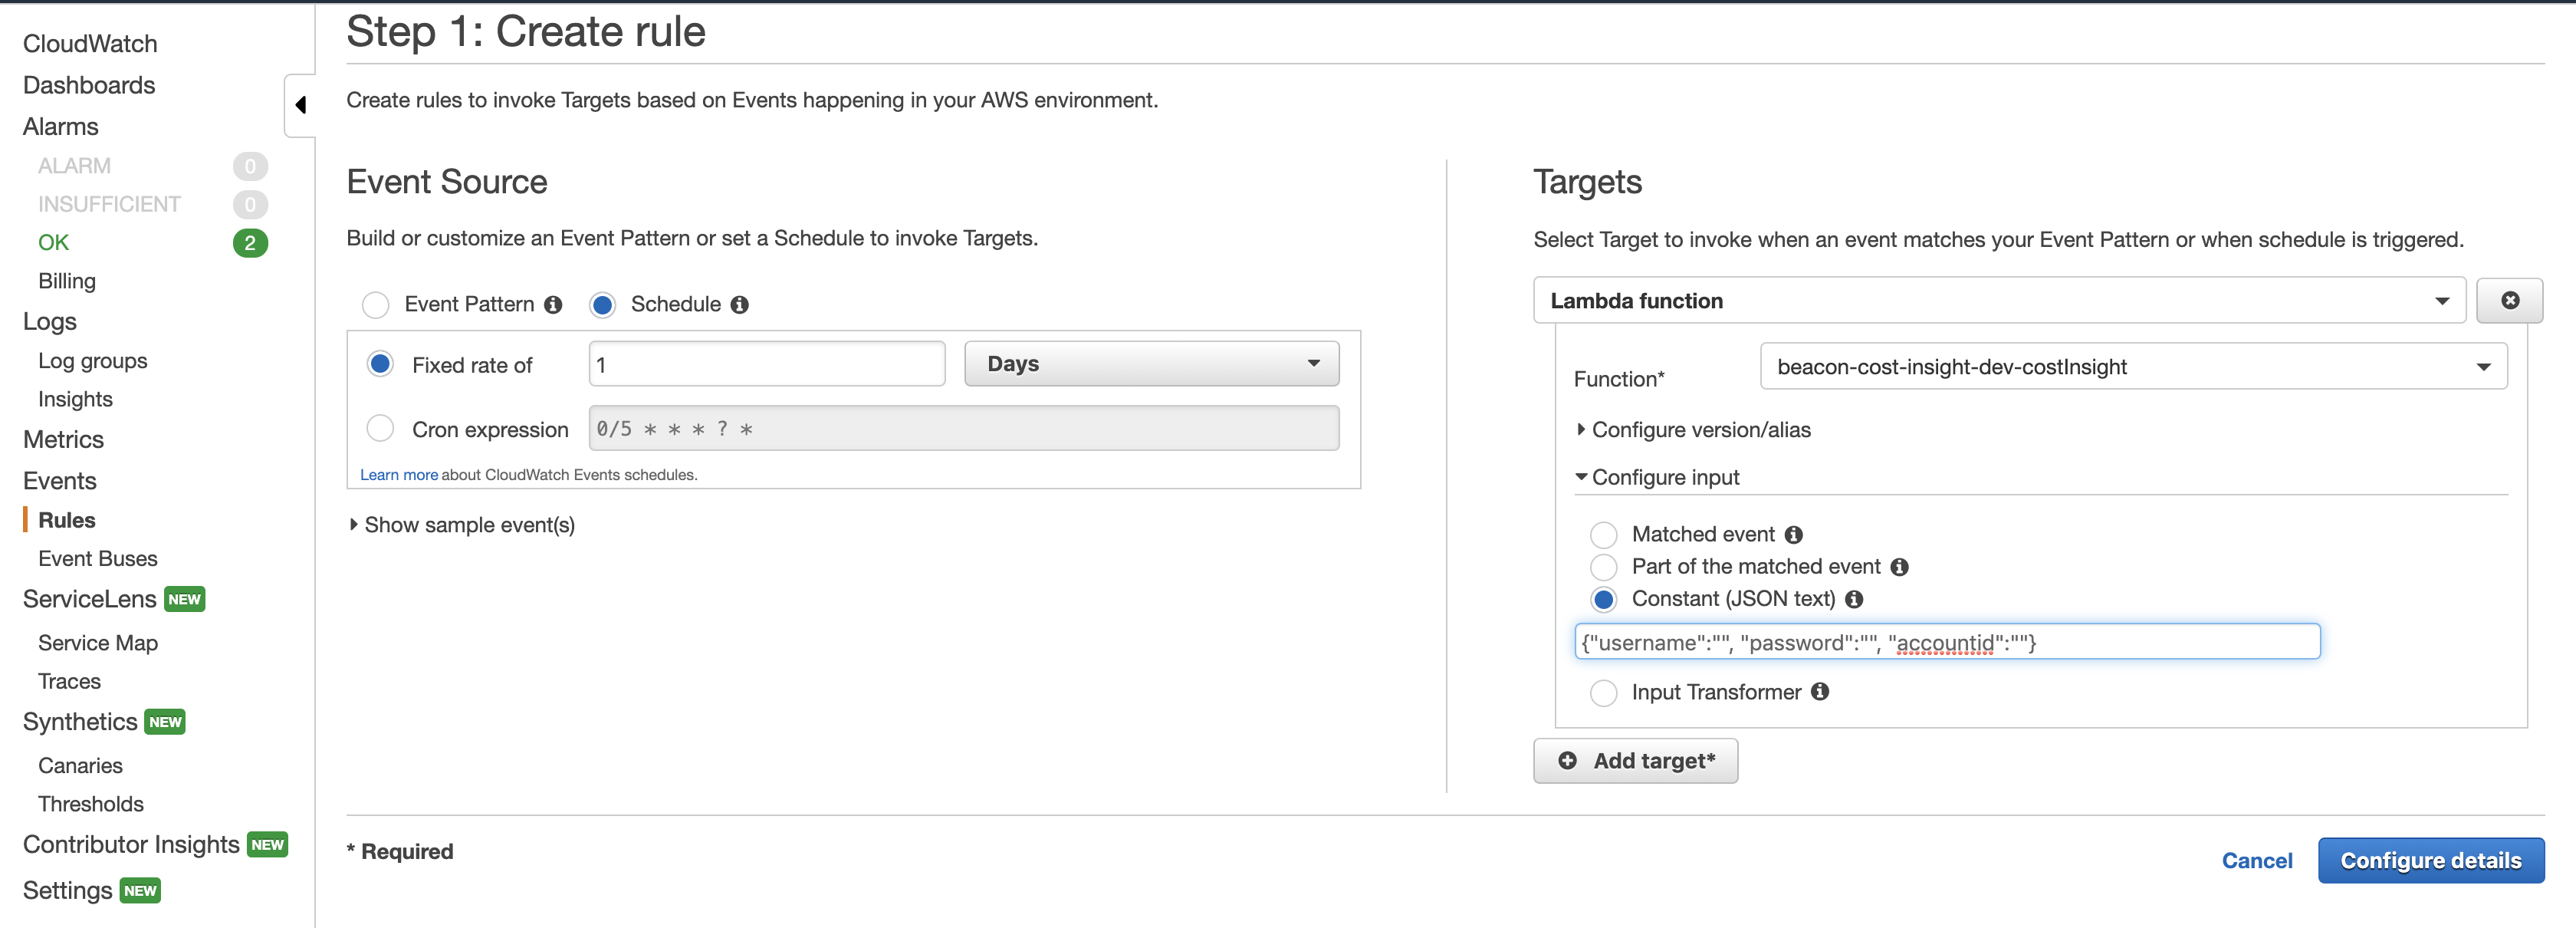 CloudWatch
Dashboards
Alarms
ALARM 0
INSUFFICIENT 0
OK 2
Billing
Logs
Log groups
Insights
Metrics
Events
Rules
Event Buses
ServiceLens NEW
Service Map
Traces
Synthetics NEW
Canaries
Thresholds
Contributor Insights NEW
Settings NEW
Step 1: Create rule
Create rules to invoke Targets based on Events happening in your AWS environment.
Event Source
Build or customize an Event Pattern or set a Schedule to invoke Targets.
Event Pattern Schedule
Fixed rate of 1 Days
Cron expression 0/5 * * * ? *
Learn more about CloudWatch Events schedules.
Show sample event(s)
Targets
Select Target to invoke when an event matches your Event Pattern or when schedule is triggered.
Lambda function
Function* beacon-cost-insight-dev-costInsight
Configure version/alias
Configure input
Matched event
Part of the matched event
Constant (JSON text)
{"username":"", "password":"", "accountid":""}
Input Transformer
Add target*
* Required
Cancel Configure details